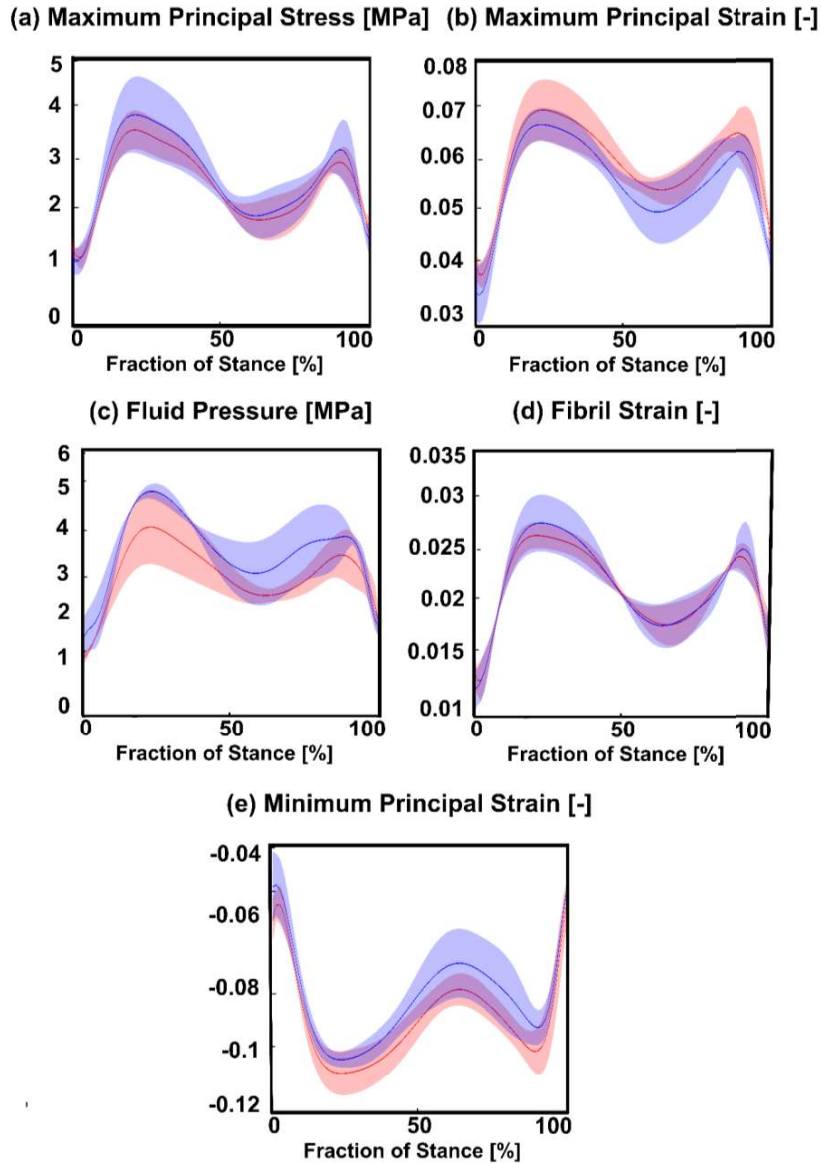 (a) Maximum Principal Stress [MPa]
(b) Maximum Principal Strain [-]
5
4
3
2
1
0
0 50 100
Fraction of Stance [%]
0.08
0.07
0.06
0.05
0.04
0.03
0 50 100
Fraction of Stance [%]
(c) Fluid Pressure [MPa]
(d) Fibril Strain [-]
6
5
4
3
2
1
0
0 50 100
Fraction of Stance [%]
0.035
0.03
0.025
0.02
0.015
0.01
0 50 100
Fraction of Stance [%]
(e) Minimum Principal Strain [-]
-0.04
-0.06
-0.08
-0.1
-0.12
0 50 100
Fraction of Stance [%]